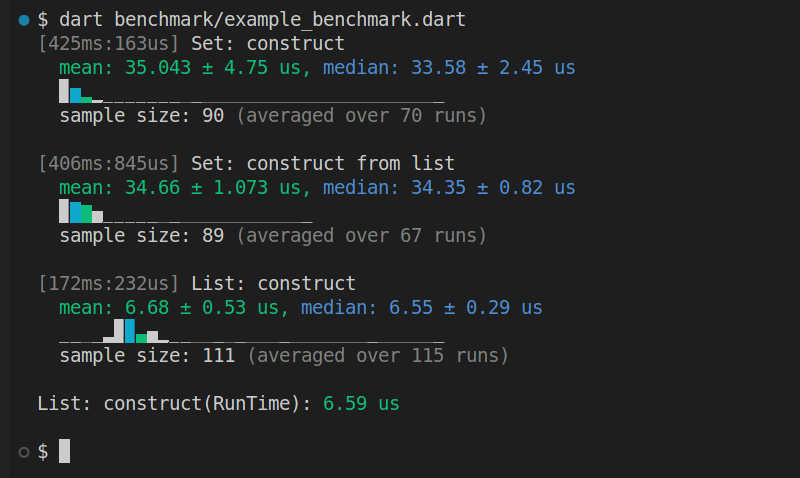 $ dart benchmark/example_benchmark.dart
[425ms:163us] Set: construct
mean: 35.043 ± 4.75 us, median: 33.58 ± 2.45 us
sample size: 90 (averaged over 70 runs)
[406ms:845us] Set: construct from list
mean: 34.66 ± 1.073 us, median: 34.35 ± 0.82 us
sample size: 89 (averaged over 67 runs)
[172ms:232us] List: construct
mean: 6.68 ± 0.53 us, median: 6.55 ± 0.29 us
sample size: 111 (averaged over 115 runs)
List: construct(RunTime): 6.59 us
$